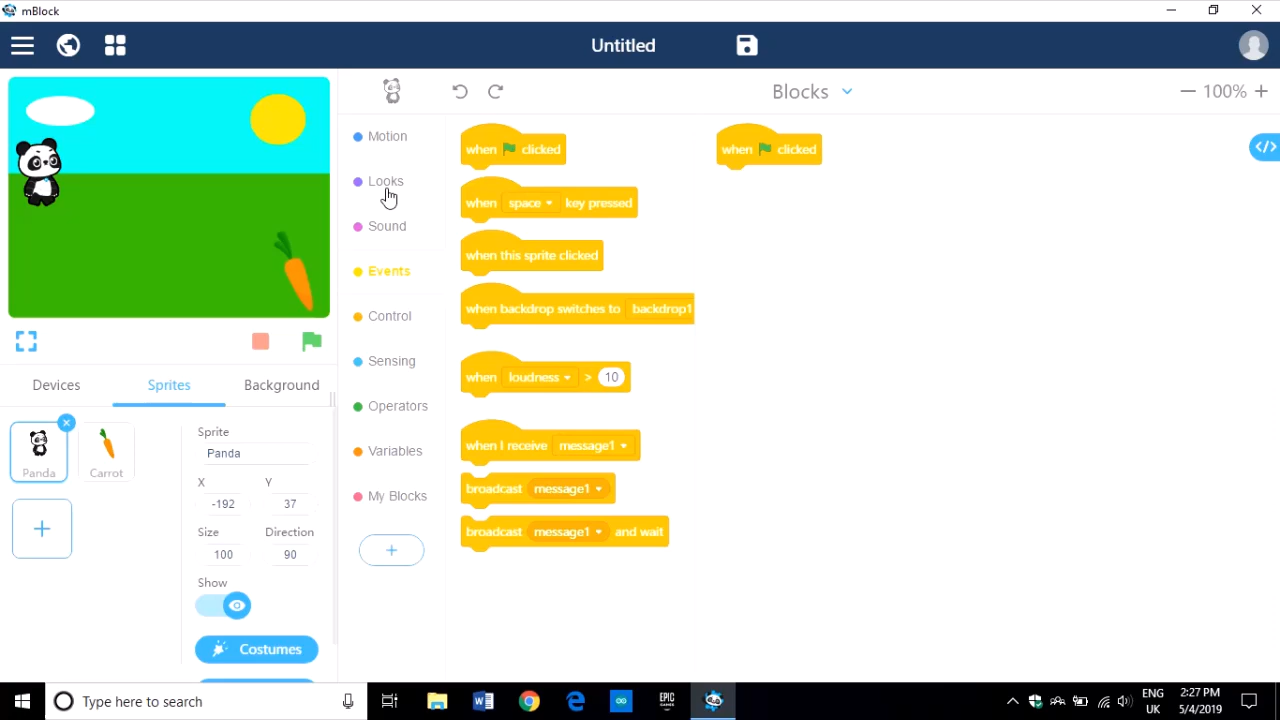 mBlock
Untitled
Blocks
100%
Motion
Looks
Sound
Events
Control
Sensing
Operators
Variables
My Blocks
+
when clicked
when space key pressed
when this sprite clicked
when backdrop switches to backdrop1
when loudness > 10
when I receive message1
broadcast message1
broadcast message1 and wait
when clicked
</>
Devices Sprites Background
Panda
Carrot
+
Sprite
Panda
X Y
-192 37
Size Direction
100 90
Show
Costumes
Type here to search
EPIC GAMES
ENG
UK
2:27 PM
5/4/2019